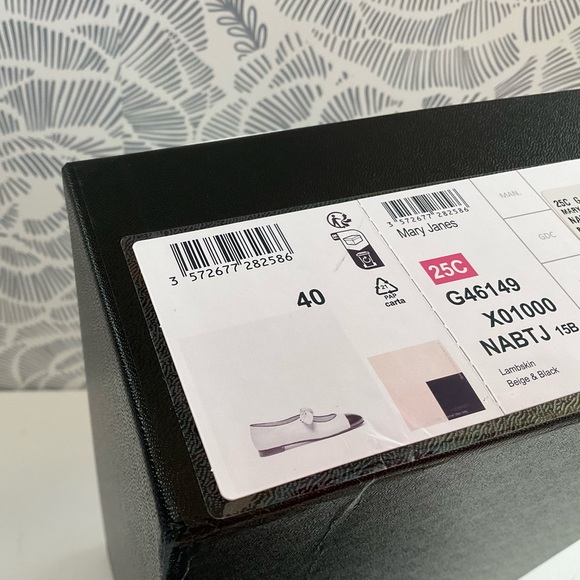 3 572677 282586
40
21
PAP
carta
3 572677 282586
Mary Janes
25C
G46149
X01000
NABTJ 15B
Lambskin
Beige & Black
MAN.
GDC
25C G
MARY